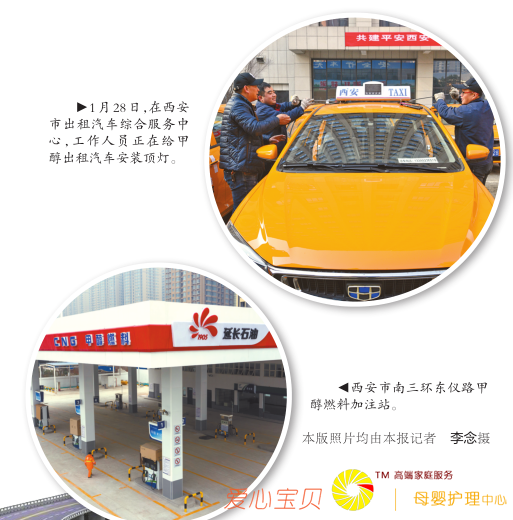 共建平安西安
西安 TAXI
▶1月28日,在西安
市出租汽车综合服务中
心,工作人员正在给甲
醇出租汽车安装顶灯。
CNG 甲醇燃料
1905
延长石油
◀西安市南三环东仪路甲
醇燃料加注站。
本版照片均由本报记者 李念摄
爱心宝贝
TM 高端家庭服务
母婴护理中心